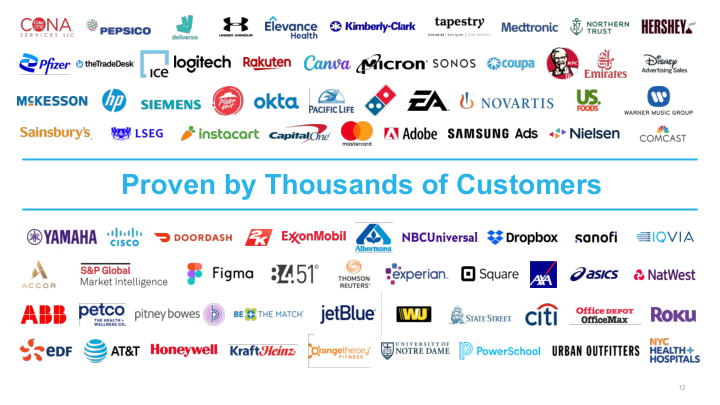 CONA SERVICES LLC PEPSICO deliveroo UNDER ARMOUR Elevance Health Kimberly-Clark tapestry Medtronic NORTHERN TRUST HERSHEY
Pfizer theTradeDesk ICE logitech Rakuten Canva Micron SONOS coupa KFC Emirates Disney Advertising Sales
MCKESSON hp SIEMENS Pizza Hut okta PACIFIC LIFE EA NOVARTIS US. FOODS WARNER MUSIC GROUP
Sainsbury's LSEG instacart Capital One mastercard Adobe SAMSUNG Ads Nielsen COMCAST
Proven by Thousands of Customers
YAMAHA CISCO DOORDASH 2K ExxonMobil Albertsons NBCUniversal Dropbox sanofi IQVIA
ACCOR S&P Global Market Intelligence Figma 84.51° THOMSON REUTERS experian. Square AXA asics NatWest
ABB petco THE HEALTH + WELLNESS CO. pitney bowes BE THE MATCH jetBlue WU STATE STREET citi Office DEPOT OfficeMax ROKU
eDF AT&T Honeywell KraftHeinz Orangetheory FITNESS UNIVERSITY OF NOTRE DAME PowerSchool URBAN OUTFITTERS NYC HEALTH+ HOSPITALS
12